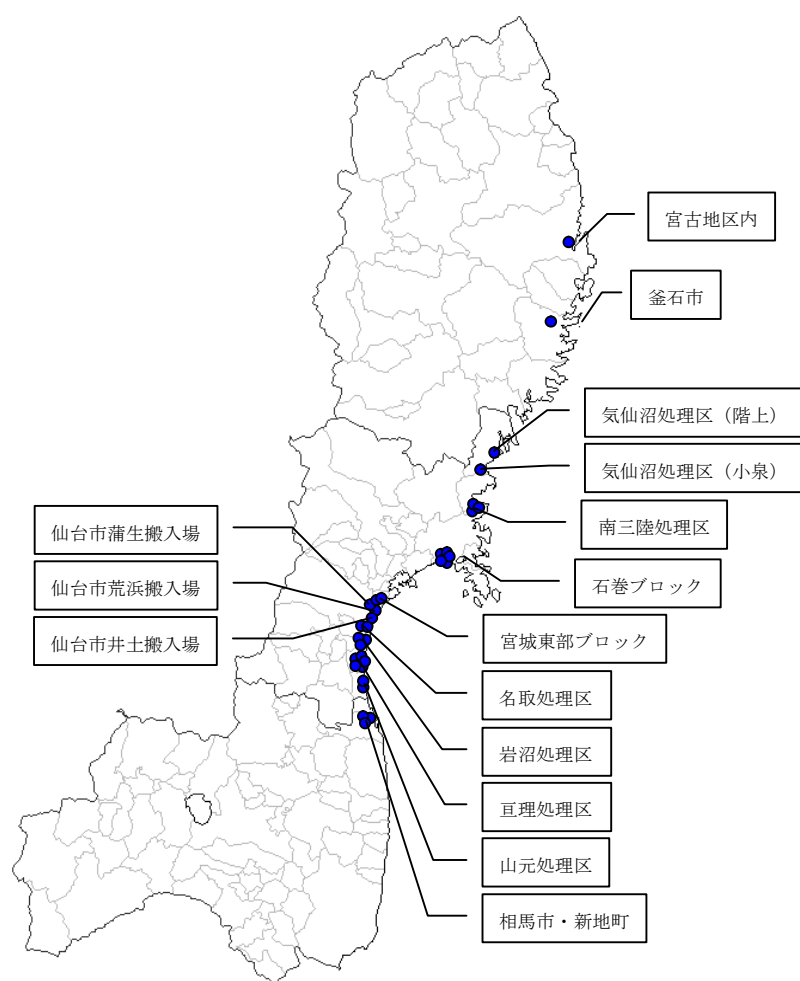 宮古地区内
釜石市
気仙沼処理区（階上）
気仙沼処理区（小泉）
南三陸処理区
石巻ブロック
仙台市蒲生搬入場
仙台市荒浜搬入場
仙台市井土搬入場
宮城東部ブロック
名取処理区
岩沼処理区
亘理処理区
山元処理区
相馬市・新地町